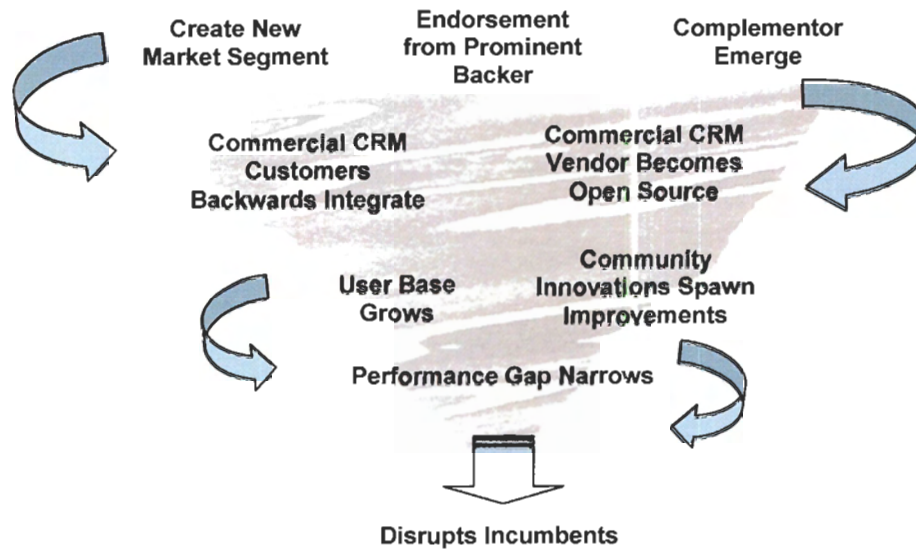 Create New
Market Segment
Endorsement
from Prominent
Backer
Complementor
Emerge
Commercial CRM
Customers
Backwards Integrate
Commercial CRM
Vendor Becomes
Open Source
User Base
Grows
Community
Innovations Spawn
Improvements
Performance Gap Narrows
Disrupts Incumbents